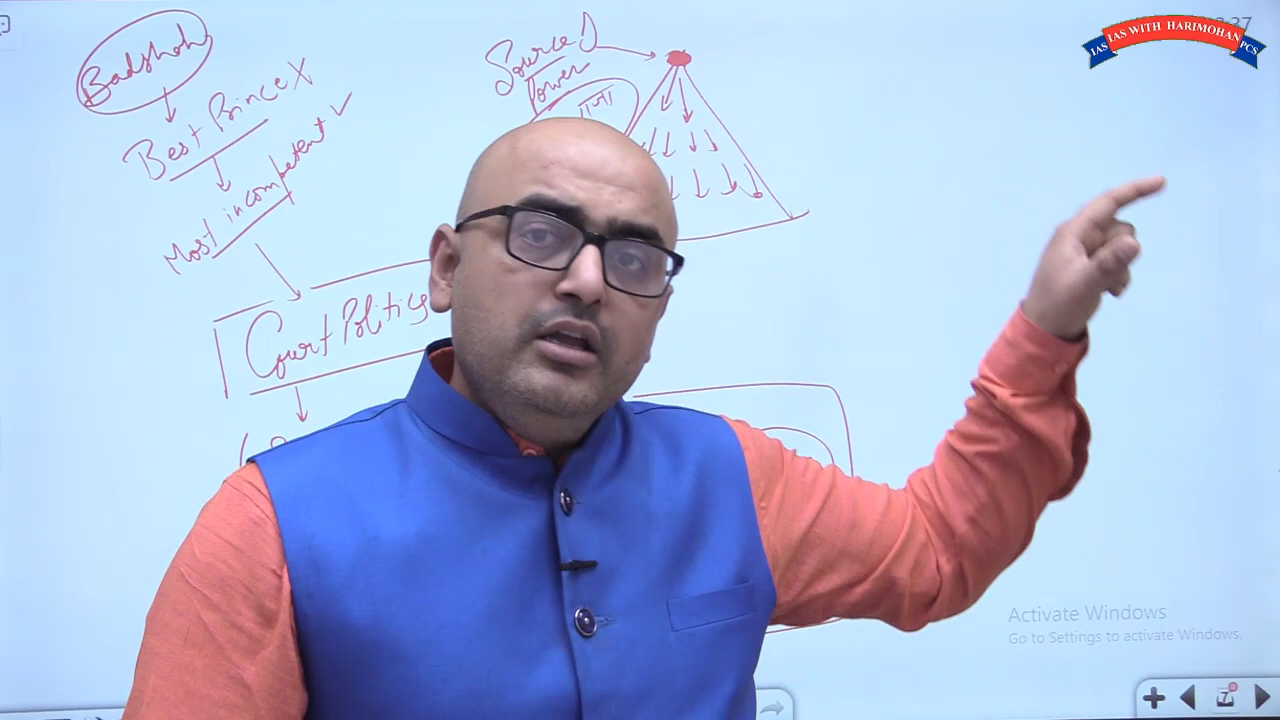 Badshah
Best Prince X
Most incompetent ✓
Court Politics
Source of
Power
राजा
IAS WITH HARIMOHAN
IAS
PCS
Activate Windows
Go to Settings to activate Windows.
7